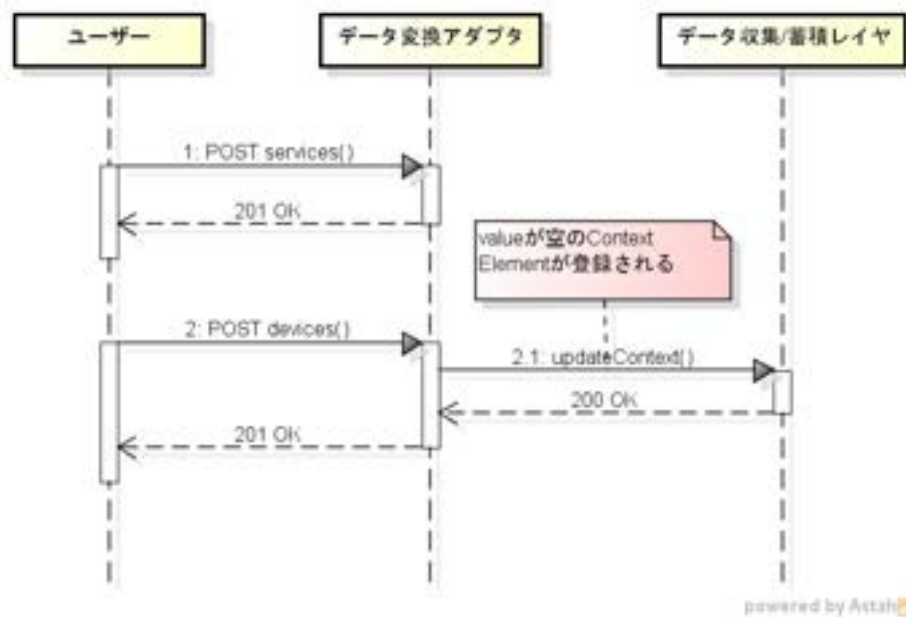 ユーザー
データ変換アダプタ
データ収集/蓄積レイヤ
1: POST services()
201 OK
valueが空のContext
Elementが登録される
2: POST devices()
2.1: updateContext()
200 OK
201 OK
powered by Astah